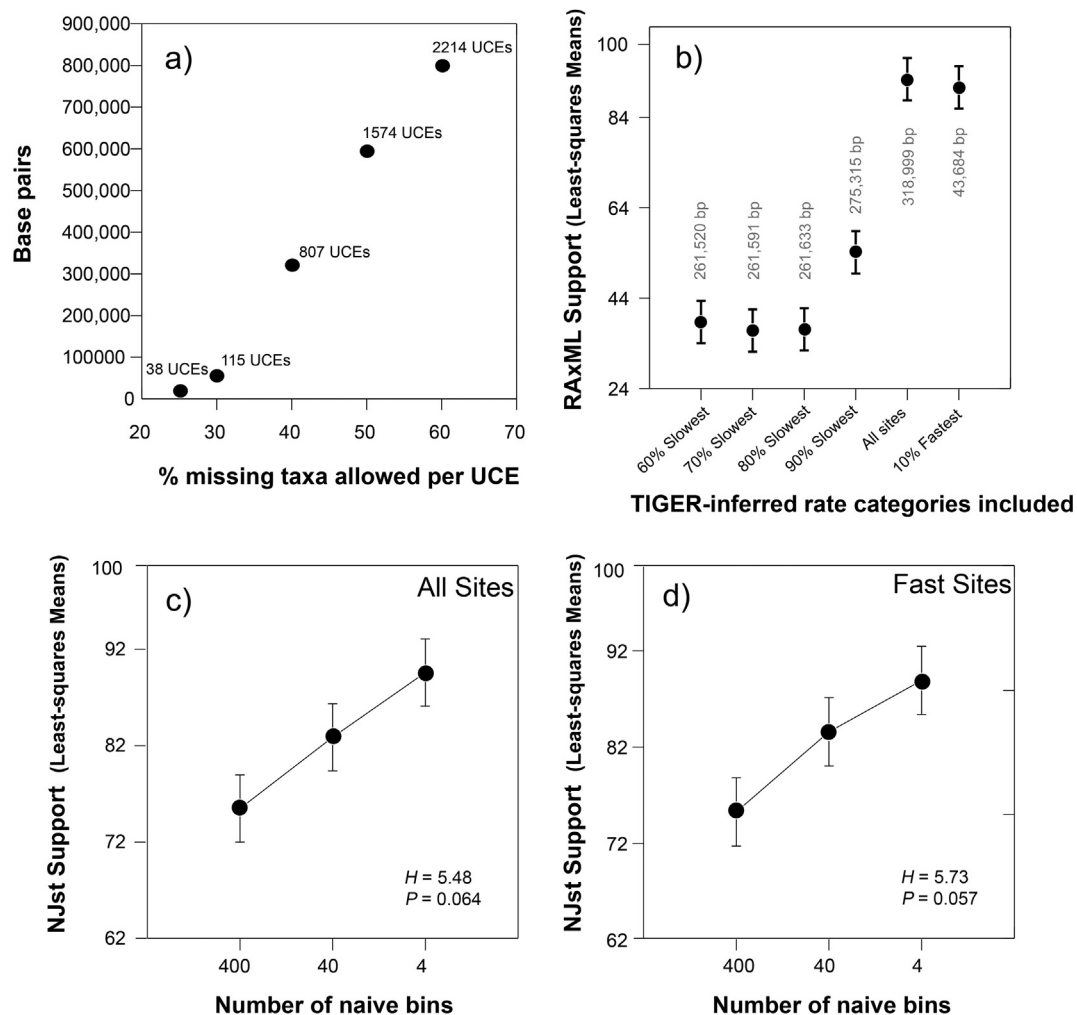 a)
Base pairs
900,000
800,000
700,000
600,000
500,000
400,000
300,000
200,000
100000
0
2214 UCEs
1574 UCEs
807 UCEs
115 UCEs
38 UCEs
20 30 40 50 60 70
% missing taxa allowed per UCE
b)
RAxML Support (Least-squares Means)
100
84
64
44
24
261,520 bp
261,591 bp
261,633 bp
275,315 bp
318,999 bp
43,684 bp
60% Slowest
70% Slowest
80% Slowest
90% Slowest
All sites
10% Fastest
TIGER-inferred rate categories included
c)
All Sites
NJst Support (Least-squares Means)
100
92
82
72
62
H = 5.48
P = 0.064
400 40 4
Number of naive bins
d)
Fast Sites
NJst Support (Least-squares Means)
100
92
82
72
62
H = 5.73
P = 0.057
400 40 4
Number of naive bins